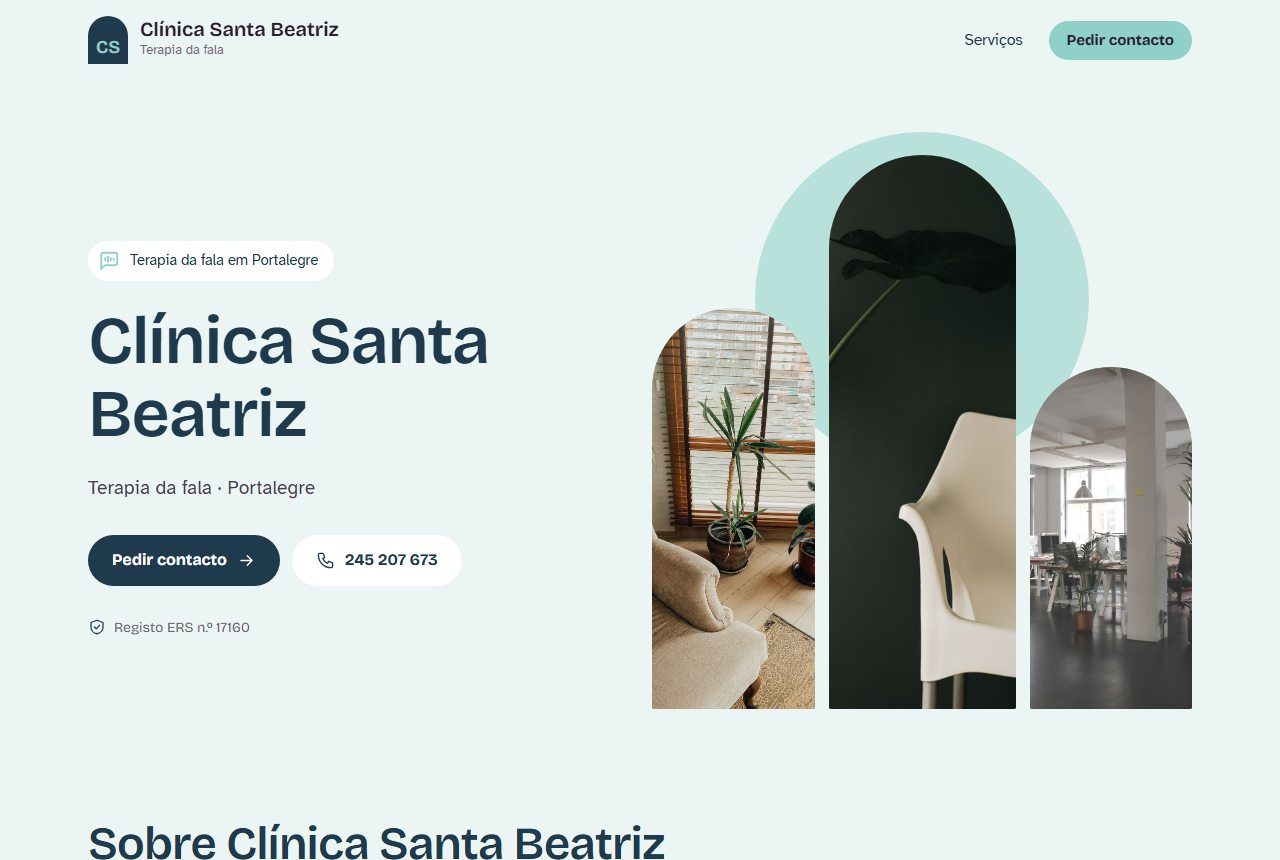 CS
Clínica Santa Beatriz
Terapia da fala
Serviços
Pedir contacto
Terapia da fala em Portalegre
Clínica Santa
Beatriz
Terapia da fala · Portalegre
Pedir contacto
245 207 673
Registo ERS n.º 17160
Sobre Clínica Santa Beatriz